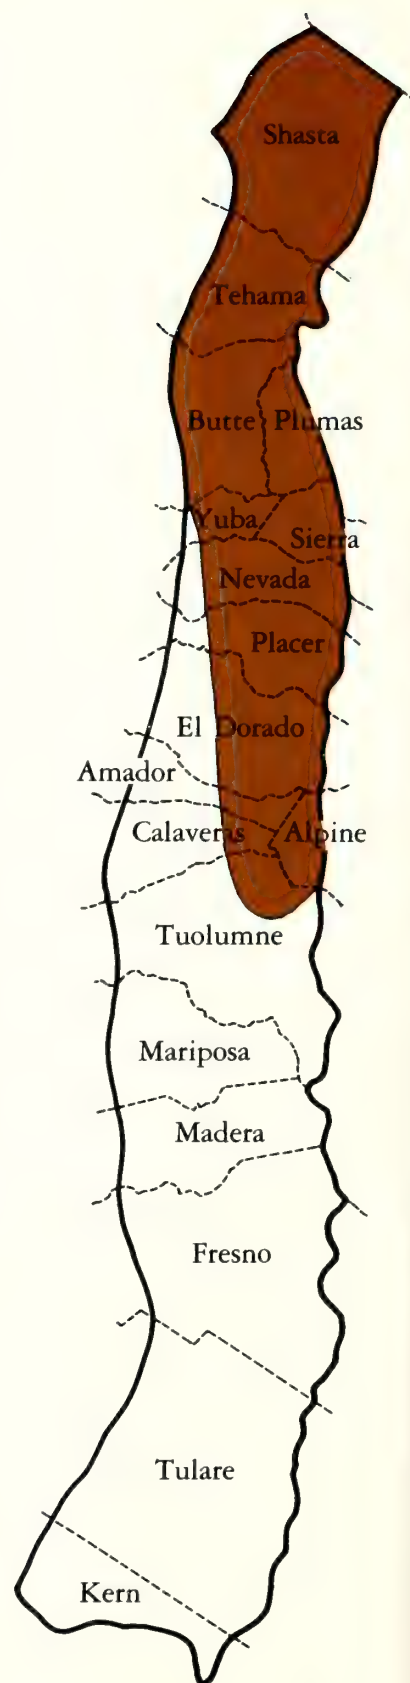 Shasta
Tehama
Butte Plumas
Yuba
Sierra
Nevada
Placer
El Dorado
Amador
Calaveras Alpine
Tuolumne
Mariposa
Madera
Fresno
Tulare
Kern